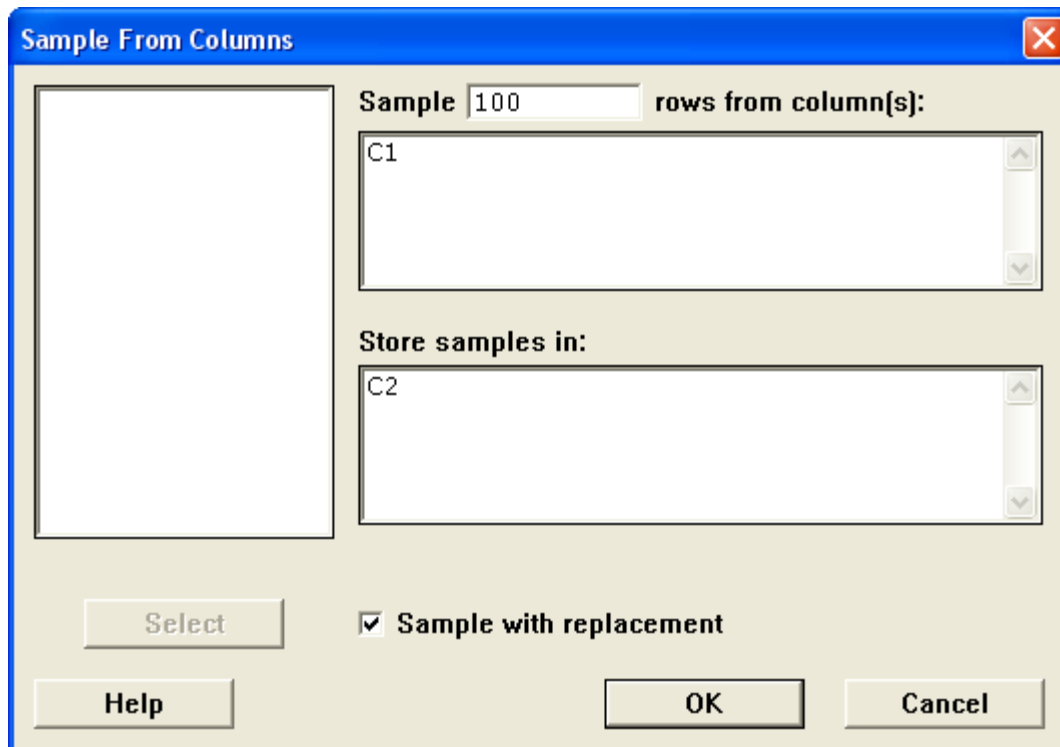 Sample From Columns
Sample 100 rows from column(s):
C1
Store samples in:
C2
Select
Sample with replacement
Help
OK
Cancel